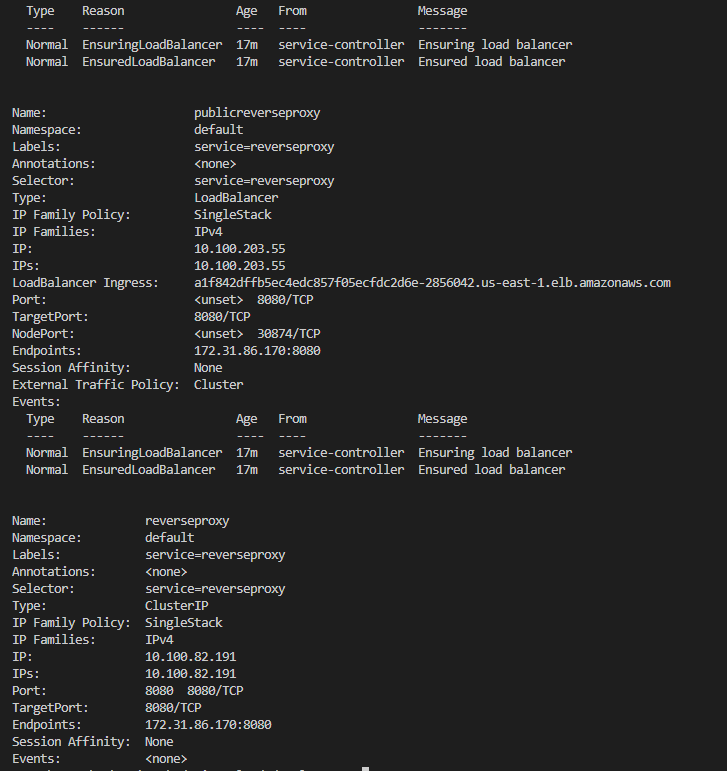 Type    Reason                Age   From                Message
----    ------                ----  ----                -------
Normal  EnsuringLoadBalancer  17m   service-controller  Ensuring load balancer
Normal  EnsuredLoadBalancer   17m   service-controller  Ensured load balancer
Name:                     publicreverseproxy
Namespace:                default
Labels:                   service=reverseproxy
Annotations:              <none>
Selector:                 service=reverseproxy
Type:                     LoadBalancer
IP Family Policy:         SingleStack
IP Families:              IPv4
IP:                       10.100.203.55
IPs:                      10.100.203.55
LoadBalancer Ingress:     a1f842dffb5ec4edc857f05ecfdc2d6e-2856042.us-east-1.elb.amazonaws.com
Port:                     <unset>  8080/TCP
TargetPort:               8080/TCP
NodePort:                 <unset>  30874/TCP
Endpoints:                172.31.86.170:8080
Session Affinity:         None
External Traffic Policy:  Cluster
Events:
Type    Reason                Age   From                Message
----    ------                ----  ----                -------
Normal  EnsuringLoadBalancer  17m   service-controller  Ensuring load balancer
Normal  EnsuredLoadBalancer   17m   service-controller  Ensured load balancer
Name:              reverseproxy
Namespace:         default
Labels:            service=reverseproxy
Annotations:       <none>
Selector:          service=reverseproxy
Type:              ClusterIP
IP Family Policy:  SingleStack
IP Families:       IPv4
IP:                10.100.82.191
IPs:               10.100.82.191
Port:              8080  8080/TCP
TargetPort:        8080/TCP
Endpoints:         172.31.86.170:8080
Session Affinity:  None
Events:            <none>